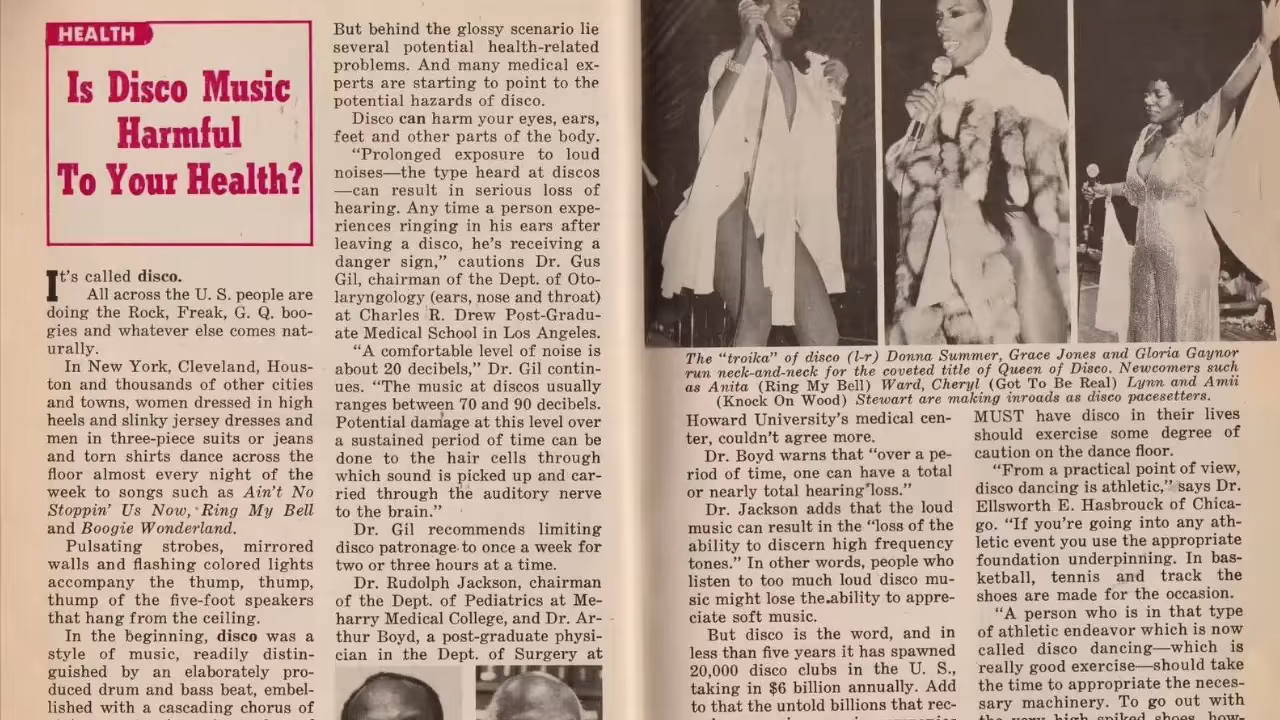 HEALTH
Is Disco Music
Harmful
To Your Health?
It's called disco.
All across the U. S. people are
doing the Rock, Freak, G. Q. boo-
gies and whatever else comes nat-
urally.
In New York, Cleveland, Hous-
ton and thousands of other cities
and towns, women dressed in high
heels and slinky jersey dresses and
men in three-piece suits or jeans
and torn shirts dance across the
floor almost every night of the
week to songs such as Ain't No
Stoppin' Us Now, Ring My Bell
and Boogie Wonderland.
Pulsating strobes, mirrored
walls and flashing colored lights
accompany the thump, thump,
thump of the five-foot speakers
that hang from the ceiling.
In the beginning, disco was a
style of music, readily distin-
guished by an elaborately pro-
duced drum and bass beat, embel-
lished with a cascading chorus of
But behind the glossy scenario lie
several potential health-related
problems. And many medical ex-
perts are starting to point to the
potential hazards of disco.
Disco can harm your eyes, ears,
feet and other parts of the body.
"Prolonged exposure to loud
noises—the type heard at discos
—can result in serious loss of
hearing. Any time a person expe-
riences ringing in his ears after
leaving a disco, he's receiving a
danger sign," cautions Dr. Gus
Gil, chairman of the Dept. of Oto-
laryngology (ears, nose and throat)
at Charles R. Drew Post-Gradu-
ate Medical School in Los Angeles.
"A comfortable level of noise is
about 20 decibels," Dr. Gil contin-
ues. "The music at discos usually
ranges between 70 and 90 decibels.
Potential damage at this level over
a sustained period of time can be
done to the hair cells through
which sound is picked up and car-
ried through the auditory nerve
to the brain."
Dr. Gil recommends limiting
disco patronage to once a week for
two or three hours at a time.
Dr. Rudolph Jackson, chairman
of the Dept. of Pediatrics at Me-
harry Medical College, and Dr. Ar-
thur Boyd, a post-graduate physi-
cian in the Dept. of Surgery at
The "troika" of disco (l-r) Donna Summer, Grace Jones and Gloria Gaynor
run neck-and-neck for the coveted title of Queen of Disco. Newcomers such
as Anita (Ring My Bell) Ward, Cheryl (Got To Be Real) Lynn and Amii
(Knock On Wood) Stewart are making inroads as disco pacesetters.
Howard University's medical cen-
ter, couldn't agree more.
Dr. Boyd warns that "over a pe-
riod of time, one can have a total
or nearly total hearing loss."
Dr. Jackson adds that the loud
music can result in the "loss of the
ability to discern high frequency
tones." In other words, people who
listen to too much loud disco mu-
sic might lose the ability to appre-
ciate soft music.
But disco is the word, and in
less than five years it has spawned
20,000 disco clubs in the U. S.,
taking in $6 billion annually. Add
to that the untold billions that rec-
MUST have disco in their lives
should exercise some degree of
caution on the dance floor.
"From a practical point of view,
disco dancing is athletic," says Dr.
Ellsworth E. Hasbrouck of Chica-
go. "If you're going into any ath-
letic event you use the appropriate
foundation underpinning. In bas-
ketball, tennis and track the
shoes are made for the occasion.
"A person who is in that type
of athletic endeavor which is now
called disco dancing—which is
really good exercise—should take
the time to appropriate the neces-
sary machinery. To go out with
the very high spiked shoes, how-